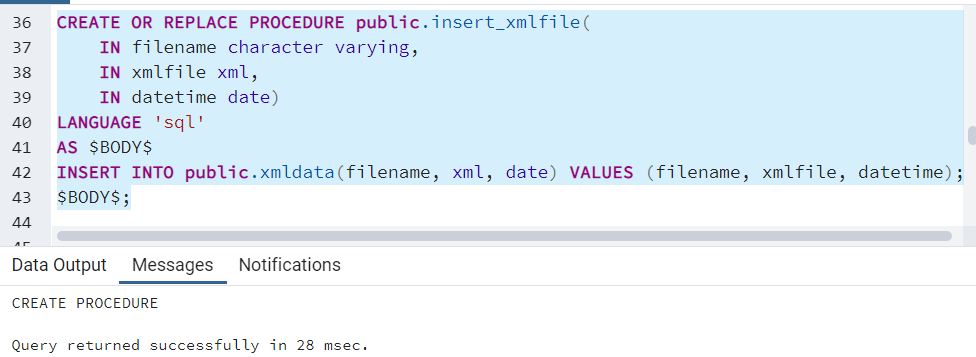 36 CREATE OR REPLACE PROCEDURE public.insert_xmlfile(
37     IN filename character varying,
38     IN xmlfile xml,
39     IN datetime date)
40 LANGUAGE 'sql'
41 AS $BODY$
42 INSERT INTO public.xmldata(filename, xml, date) VALUES (filename, xmlfile, datetime);
43 $BODY$;
44
Data Output Messages Notifications
CREATE PROCEDURE
Query returned successfully in 28 msec.